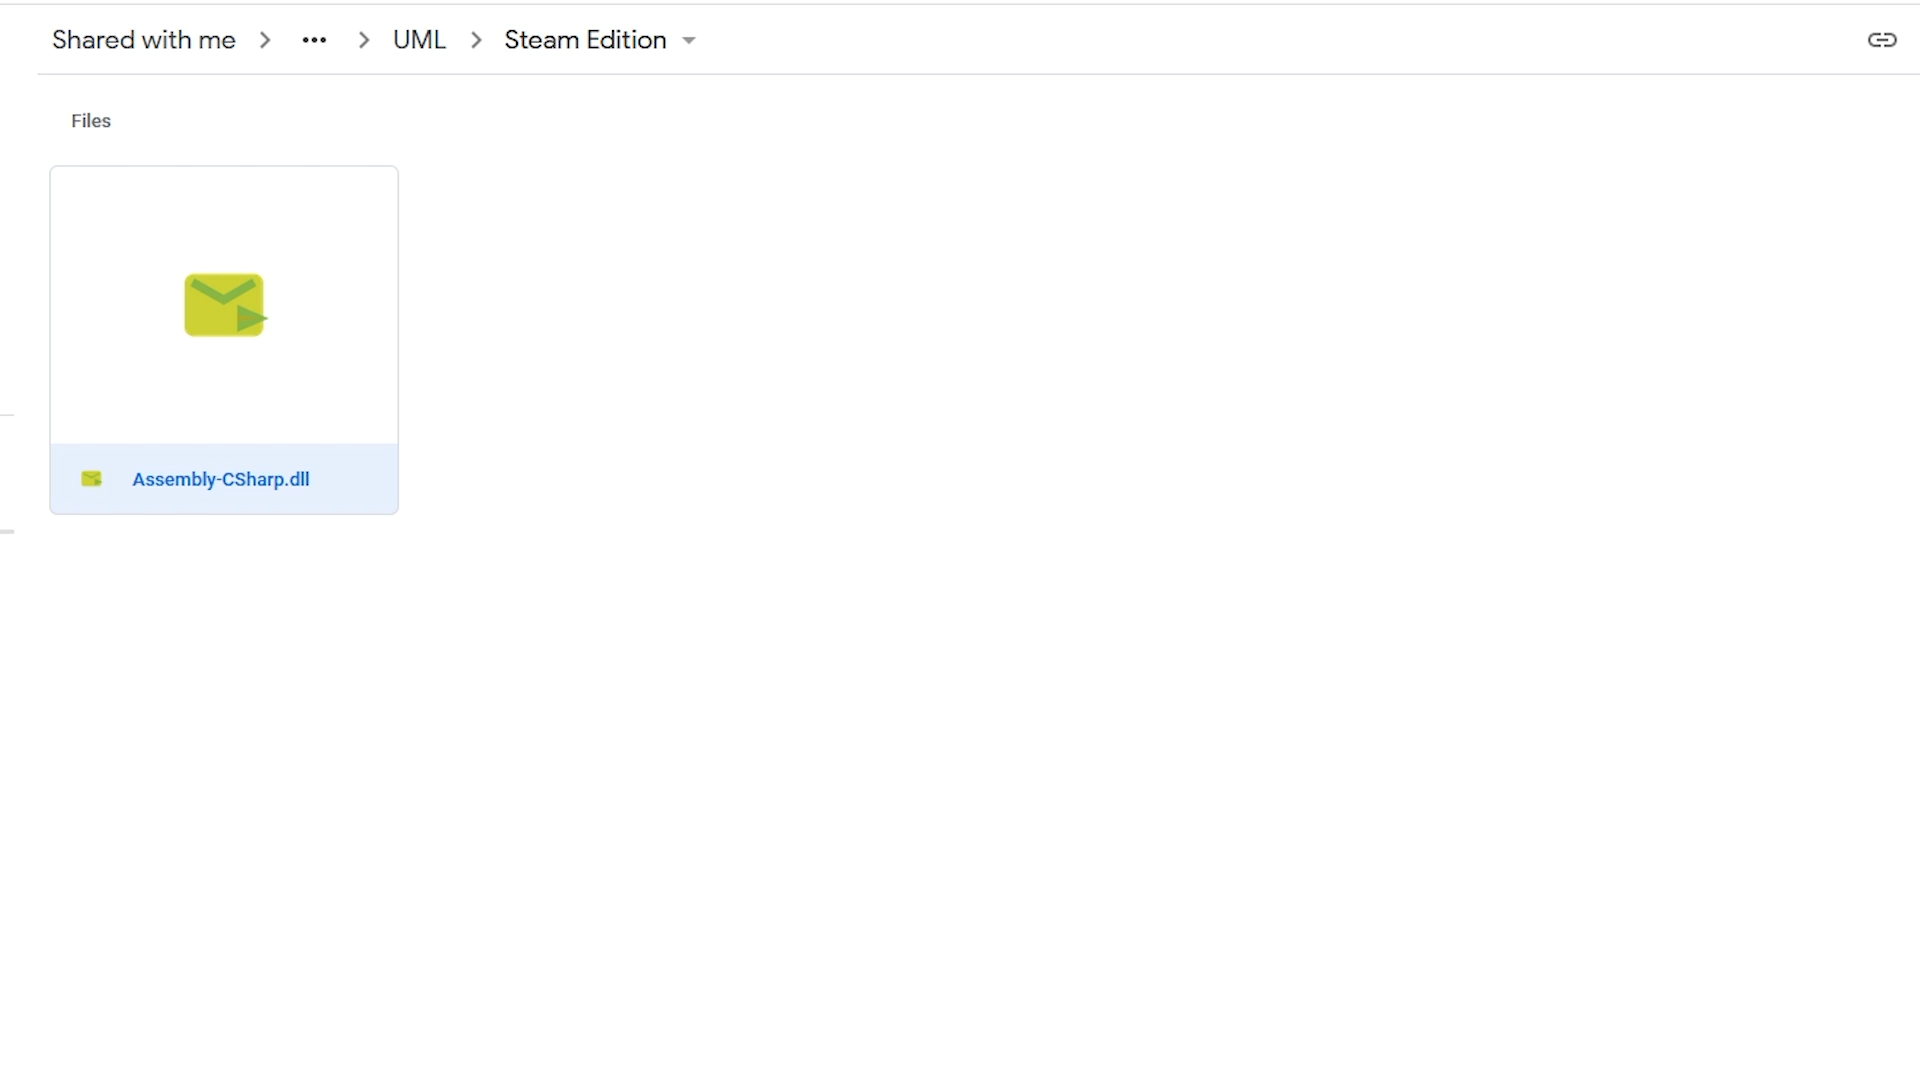 Shared with me > ••• > UML > Steam Edition
Files
Assembly-CSharp.dll